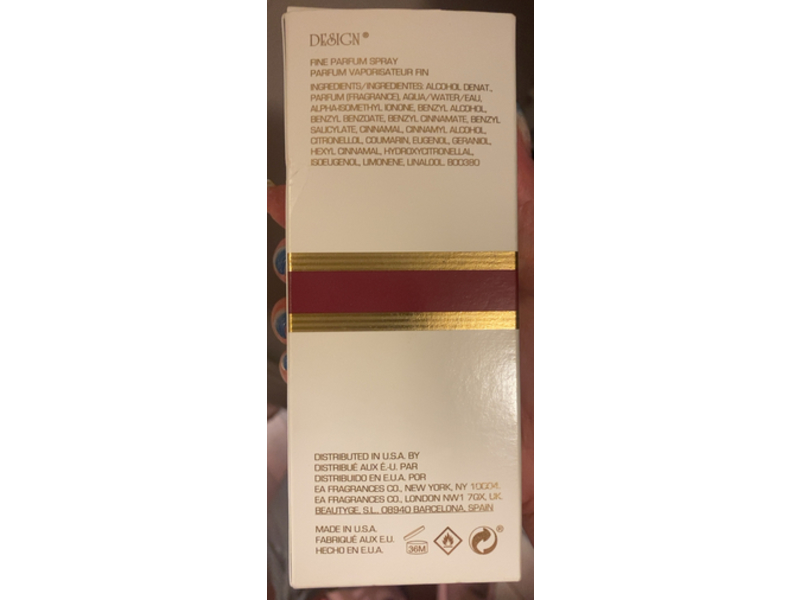 DESIGN®
FINE PARFUM SPRAY
PARFUM VAPORISATEUR FIN
INGREDIENTS/INGREDIENTES: ALCOHOL DENAT.,
PARFUM (FRAGRANCE), AQUA/WATER/EAU,
ALPHA-ISOMETHYL IONONE, BENZYL ALCOHOL,
BENZYL BENZOATE, BENZYL CINNAMATE, BENZYL
SALICYLATE, CINNAMAL, CINNAMYL ALCOHOL,
CITRONELLOL, COUMARIN, EUGENOL, GERANIOL,
HEXYL CINNAMAL, HYDROXYCITRONELLAL,
ISOEUGENOL, LIMONENE, LINALOOL. B00380
DISTRIBUTED IN U.S.A. BY
DISTRIBUÉ AUX É.-U. PAR
DISTRIBUIDO EN E.U.A. POR
EA FRAGRANCES CO., NEW YORK, NY 10004.
EA FRAGRANCES CO., LONDON NW1 7QX, UK.
BEAUTYGE, S.L., 08940 BARCELONA, SPAIN
MADE IN U.S.A.
FABRIQUÉ AUX E.U.
HECHO EN E.U.A.
36M
®